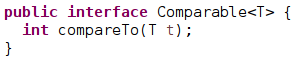 public interface Comparable<T> {
  int compareTo(T t);
}